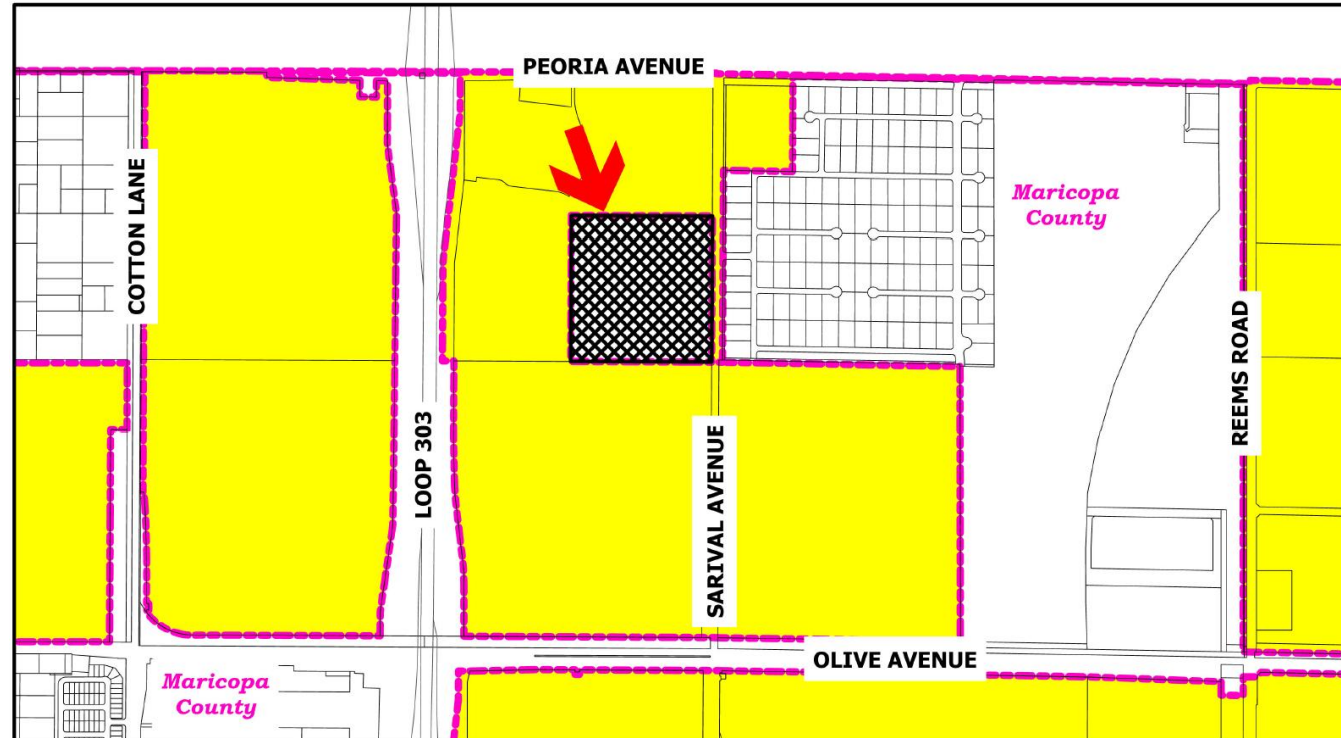 PEORIA AVENUE
COTTON LANE
Maricopa
County
REEMS ROAD
LOOP 303
SARIVAL AVENUE
OLIVE AVENUE
Maricopa
County